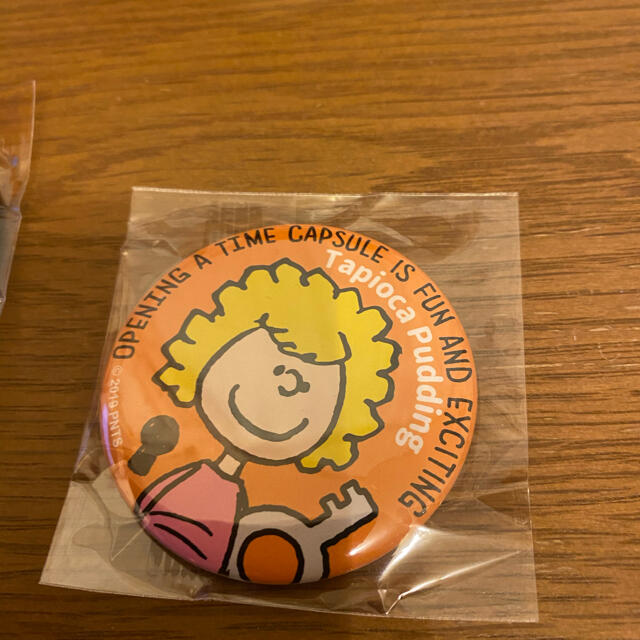 OPENING A TIME CAPSULE IS FUN AND EXCITING
Tapioca Pudding
© 2019 PNTS